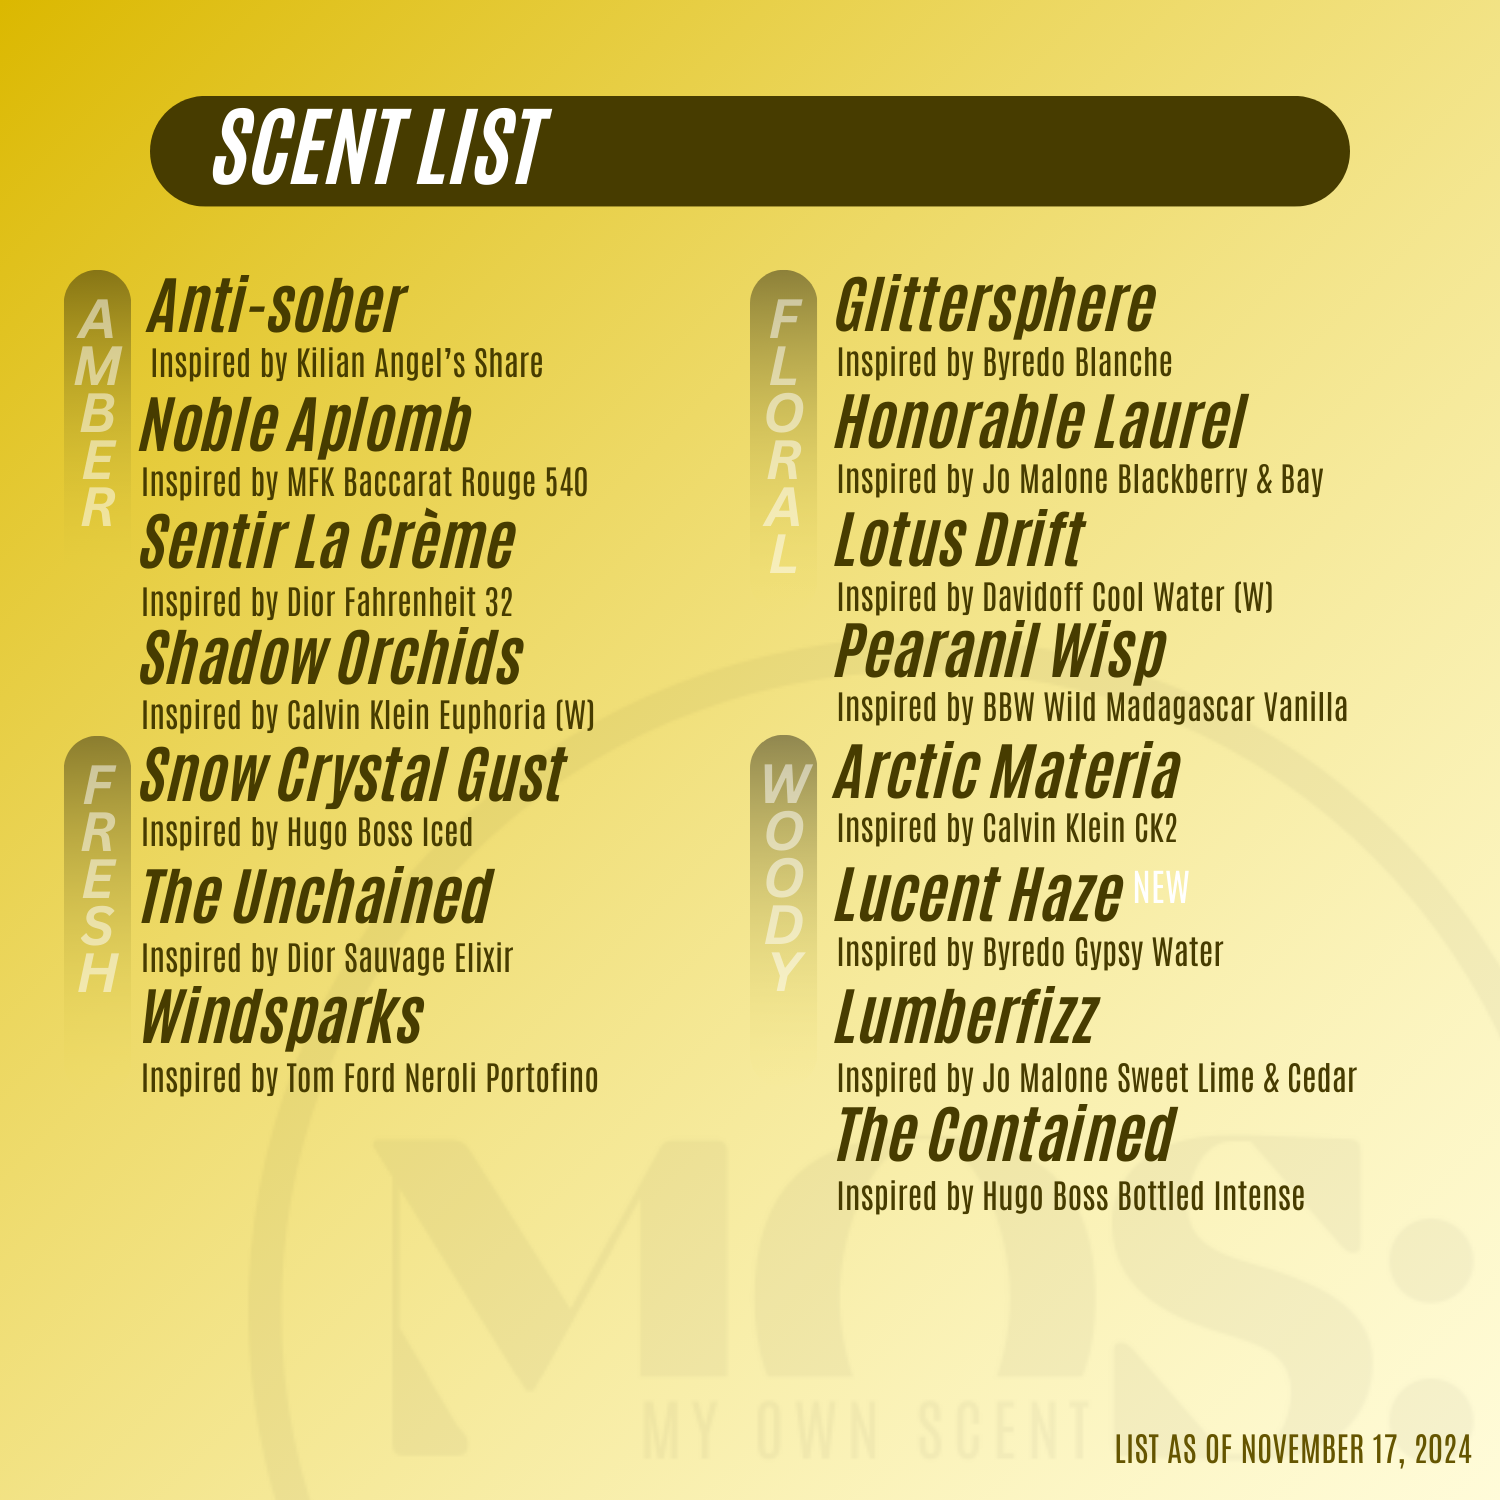 SCENT LIST
AMBER
Anti-sober
Inspired by Kilian Angel’s Share
Noble Aplomb
Inspired by MFK Baccarat Rouge 540
Sentir La Crème
Inspired by Dior Fahrenheit 32
Shadow Orchids
Inspired by Calvin Klein Euphoria (W)
FRESH
Snow Crystal Gust
Inspired by Hugo Boss Iced
The Unchained
Inspired by Dior Sauvage Elixir
Windsparks
Inspired by Tom Ford Neroli Portofino
FLORAL
Glittersphere
Inspired by Byredo Blanche
Honorable Laurel
Inspired by Jo Malone Blackberry & Bay
Lotus Drift
Inspired by Davidoff Cool Water (W)
Pearanil Wisp
Inspired by BBW Wild Madagascar Vanilla
WOODY
Arctic Materia
Inspired by Calvin Klein CK2
Lucent Haze NEW
Inspired by Byredo Gypsy Water
Lumberfizz
Inspired by Jo Malone Sweet Lime & Cedar
The Contained
Inspired by Hugo Boss Bottled Intense
MOS:
MY OWN SCENT
LIST AS OF NOVEMBER 17, 2024